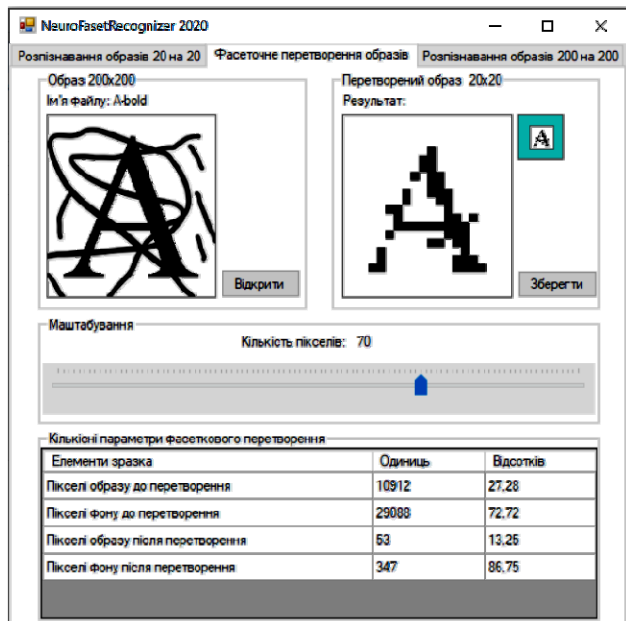 NeuroFasetRecognizer 2020
Розпізнавання образів 20 на 20 Фасеточне перетворення образів Розпізнавання образів 200 на 200
Образ 200x200
Ім'я файлу: A-bold
Відкрити
Перетворений образ 20x20
Результат:
Зберегти
Маштабування
Кількість пікселів: 70
Кількісні параметри фасеткового перетворення
Елементи зразка Одиниць Відсотків
Пікселі образу до перетворення 10912 27,28
Пікселі фону до перетворення 29088 72,72
Пікселі образу після перетворення 53 13,25
Пікселі фону після перетворення 347 86,75